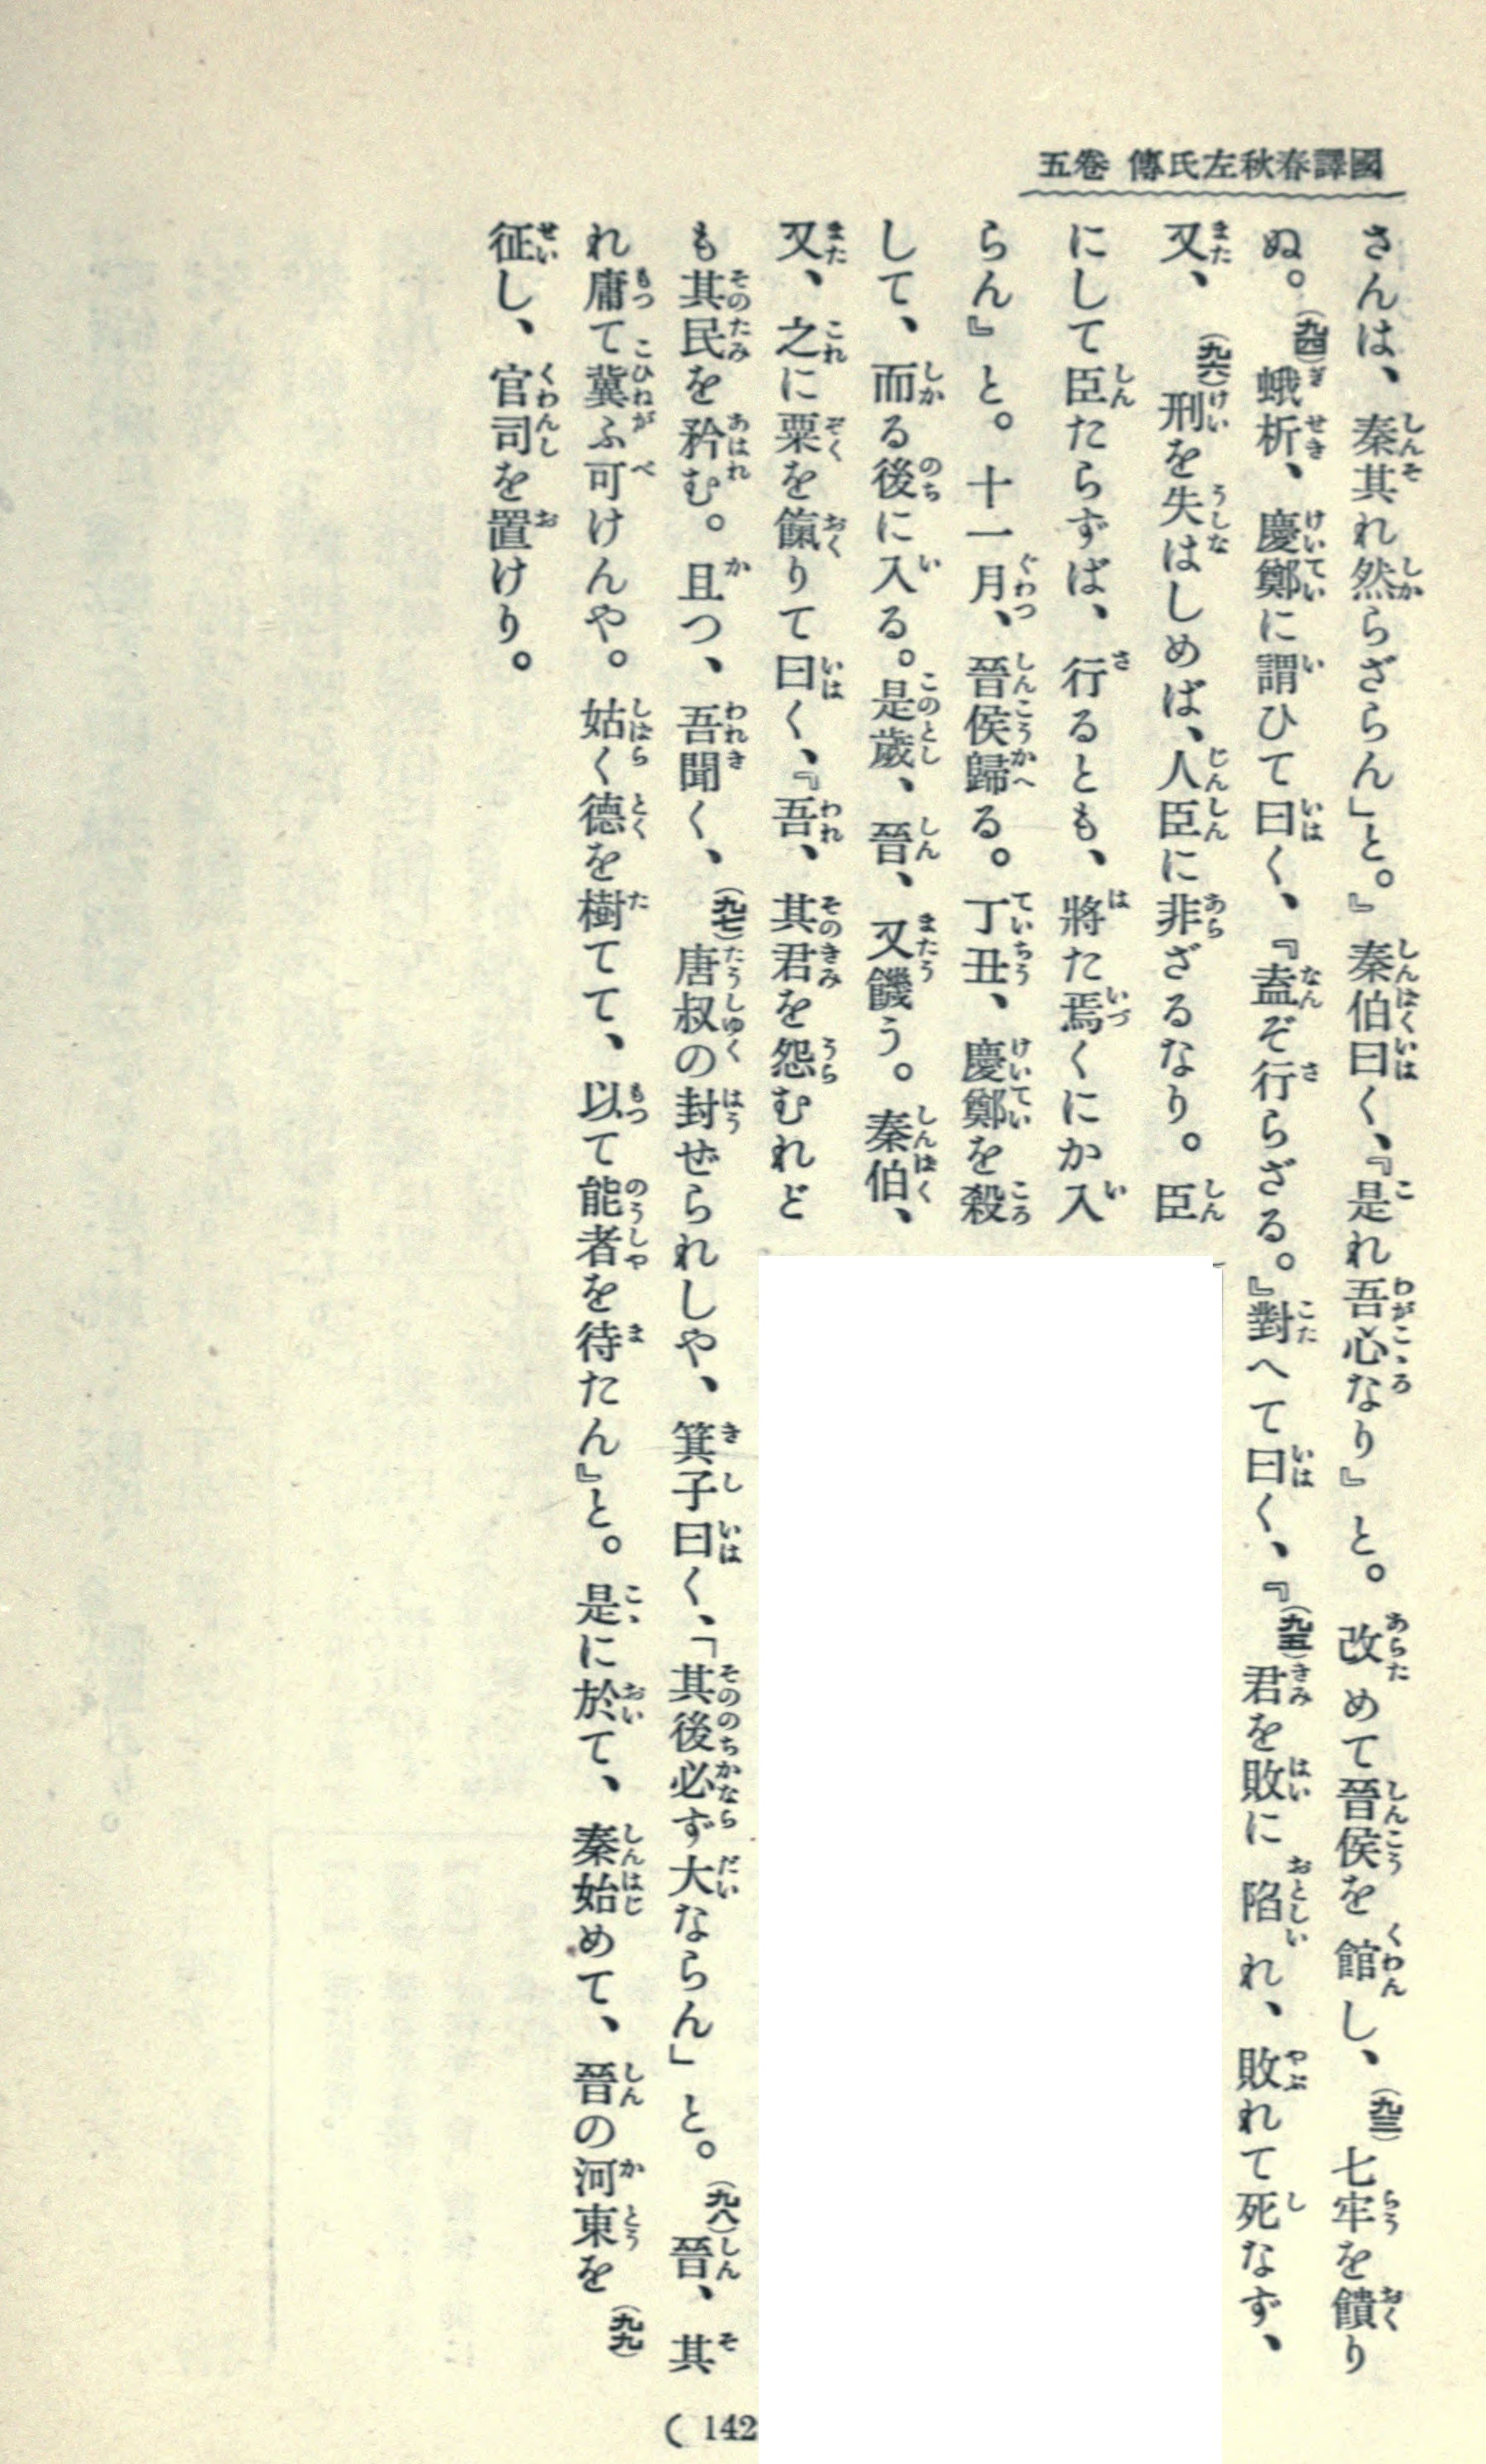 國譯春秋左氏傳 卷五
さんは、秦其れ然らざらん」と。』秦伯曰く、『是れ吾心なり』と。改めて晉侯を館し、(九三)七牢を饋り
ぬ。(九四)蛾析、慶鄭に謂ひて曰く、『盍ぞ行らざる。』對へて曰く、『(九五)君を敗に陷れ、敗れて死なず、
又、(九六)刑を失はしめば、人臣に非ざるなり。臣
にして臣たらずば、行るとも、將た焉くにか入
らん』と。十一月、晉侯歸る。丁丑、慶鄭を殺
して、而る後に入る。是歲、晉、又饑う。秦伯、
又、之に粟を餼りて曰く、『吾、其君を怨むれど
も其民を矜む。且つ、吾聞く、(九七)唐叔の封ぜられしや、箕子曰く、「其後必ず大ならん」と。(九八)晉、其
れ庸て冀ふ可けんや。姑く德を樹てて、以て能者を待たん』と。是に於て、秦始めて、晉の河東を(九九)
征し、官司を置けり。
( 142